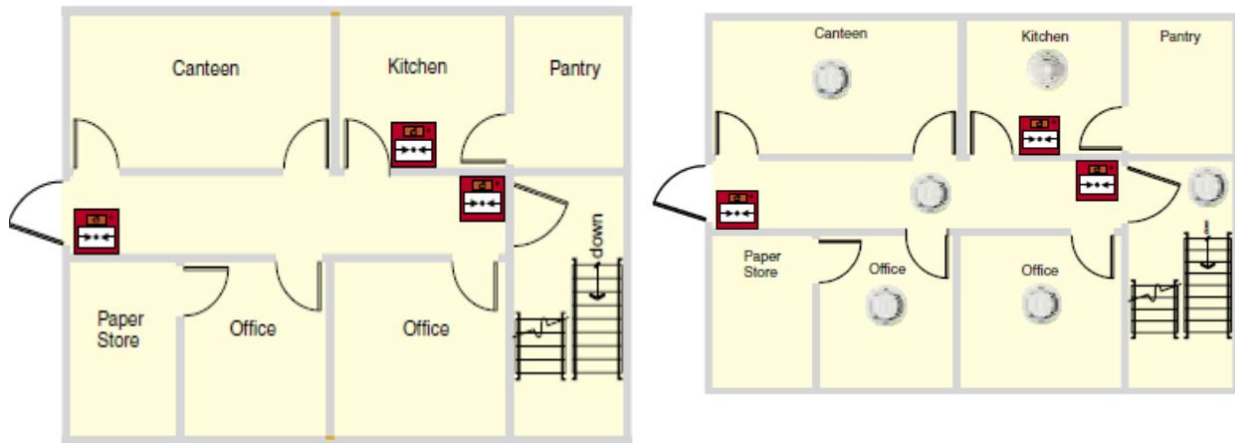 Canteen
Kitchen
Pantry
down
Paper
Store
Office
Office
Canteen
Kitchen
Pantry
Paper
Store
Office
Office